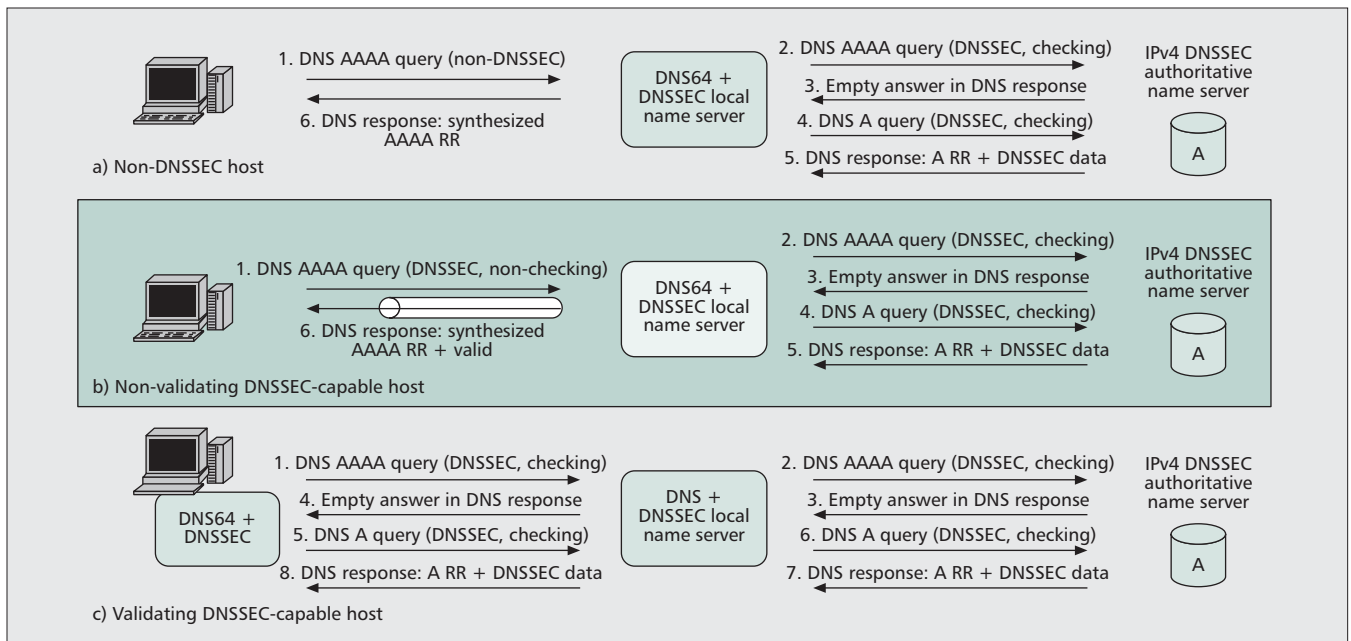 1. DNS AAAA query (non-DNSSEC)
6. DNS response: synthesized
AAAA RR
DNS64 +
DNSSEC local
name server
2. DNS AAAA query (DNSSEC, checking)
3. Empty answer in DNS response
4. DNS A query (DNSSEC, checking)
5. DNS response: A RR + DNSSEC data
IPv4 DNSSEC
authoritative
name server
A
a) Non-DNSSEC host
1. DNS AAAA query (DNSSEC, non-checking)
6. DNS response: synthesized
AAAA RR + valid
DNS64 +
DNSSEC local
name server
2. DNS AAAA query (DNSSEC, checking)
3. Empty answer in DNS response
4. DNS A query (DNSSEC, checking)
5. DNS response: A RR + DNSSEC data
IPv4 DNSSEC
authoritative
name server
A
b) Non-validating DNSSEC-capable host
DNS64 +
DNSSEC
1. DNS AAAA query (DNSSEC, checking)
4. Empty answer in DNS response
5. DNS A query (DNSSEC, checking)
8. DNS response: A RR + DNSSEC data
DNS +
DNSSEC local
name server
2. DNS AAAA query (DNSSEC, checking)
3. Empty answer in DNS response
6. DNS A query (DNSSEC, checking)
7. DNS response: A RR + DNSSEC data
IPv4 DNSSEC
authoritative
name server
A
c) Validating DNSSEC-capable host